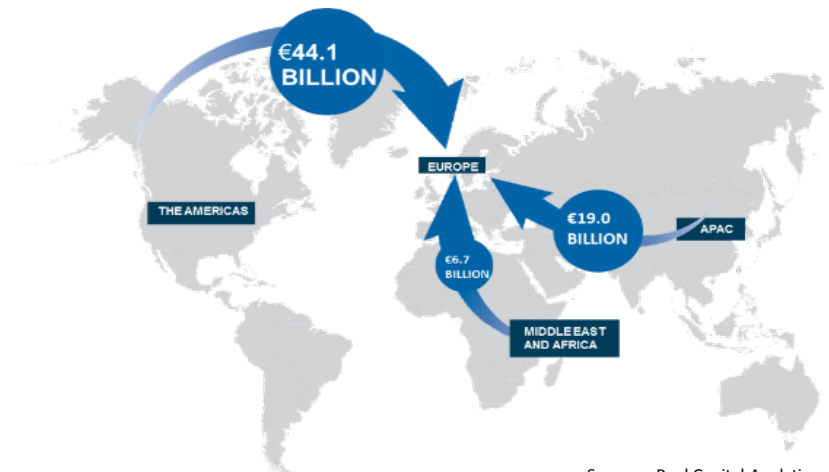 €44.1
BILLION
EUROPE
THE AMERICAS
€19.0
BILLION
APAC
€6.7
BILLION
MIDDLE EAST
AND AFRICA